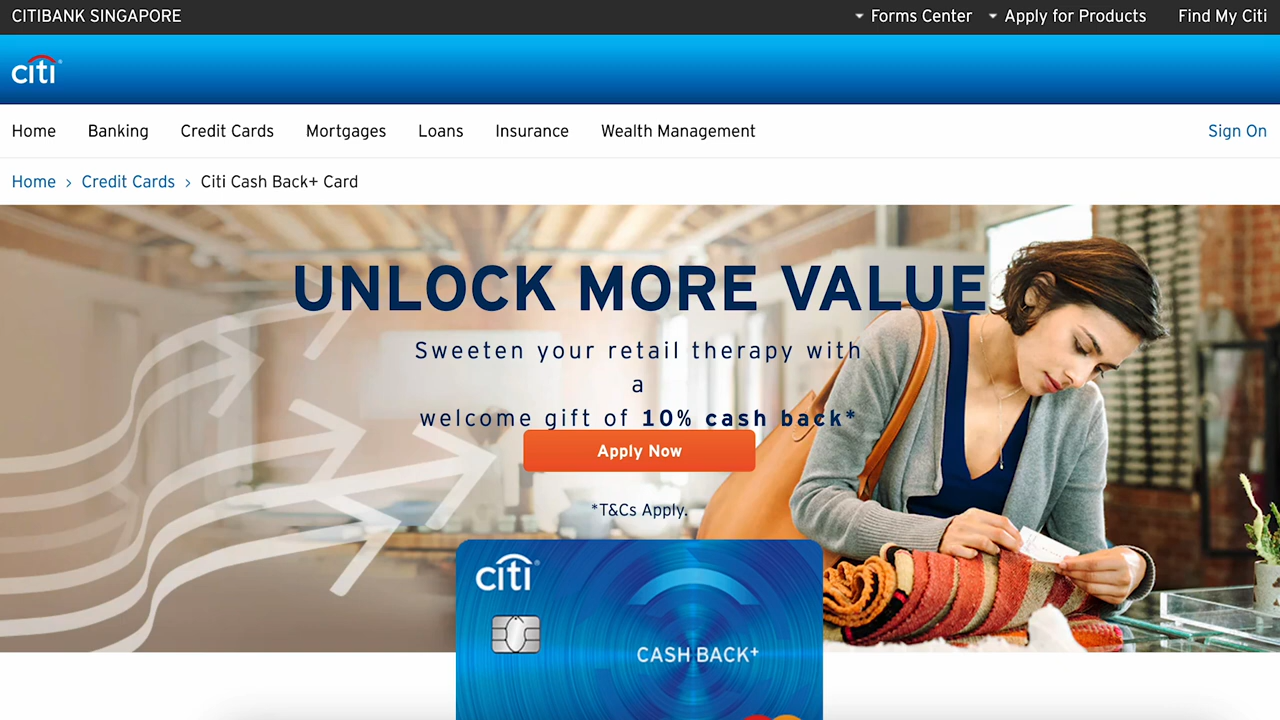 CITIBANK SINGAPORE
Forms Center
Apply for Products
Find My Citi
citi
Home
Banking
Credit Cards
Mortgages
Loans
Insurance
Wealth Management
Sign On
Home > Credit Cards > Citi Cash Back+ Card
UNLOCK MORE VALUE
Sweeten your retail therapy with
a
welcome gift of 10% cash back*
Apply Now
*T&Cs Apply.
citi
CASH BACK+